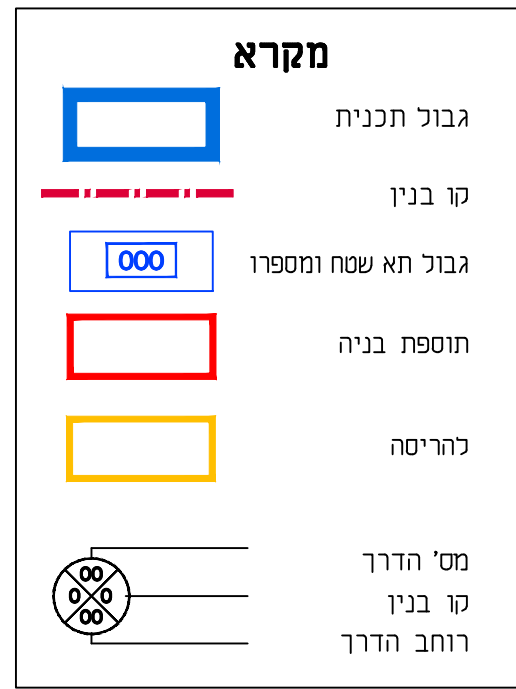 מקרא
גבול תכנית
קו בנין
גבול תא שטח ומספרו
000
תוספת בניה
להריסה
מס' הדרך
קו בנין
רוחב הדרך
00
0 0
00